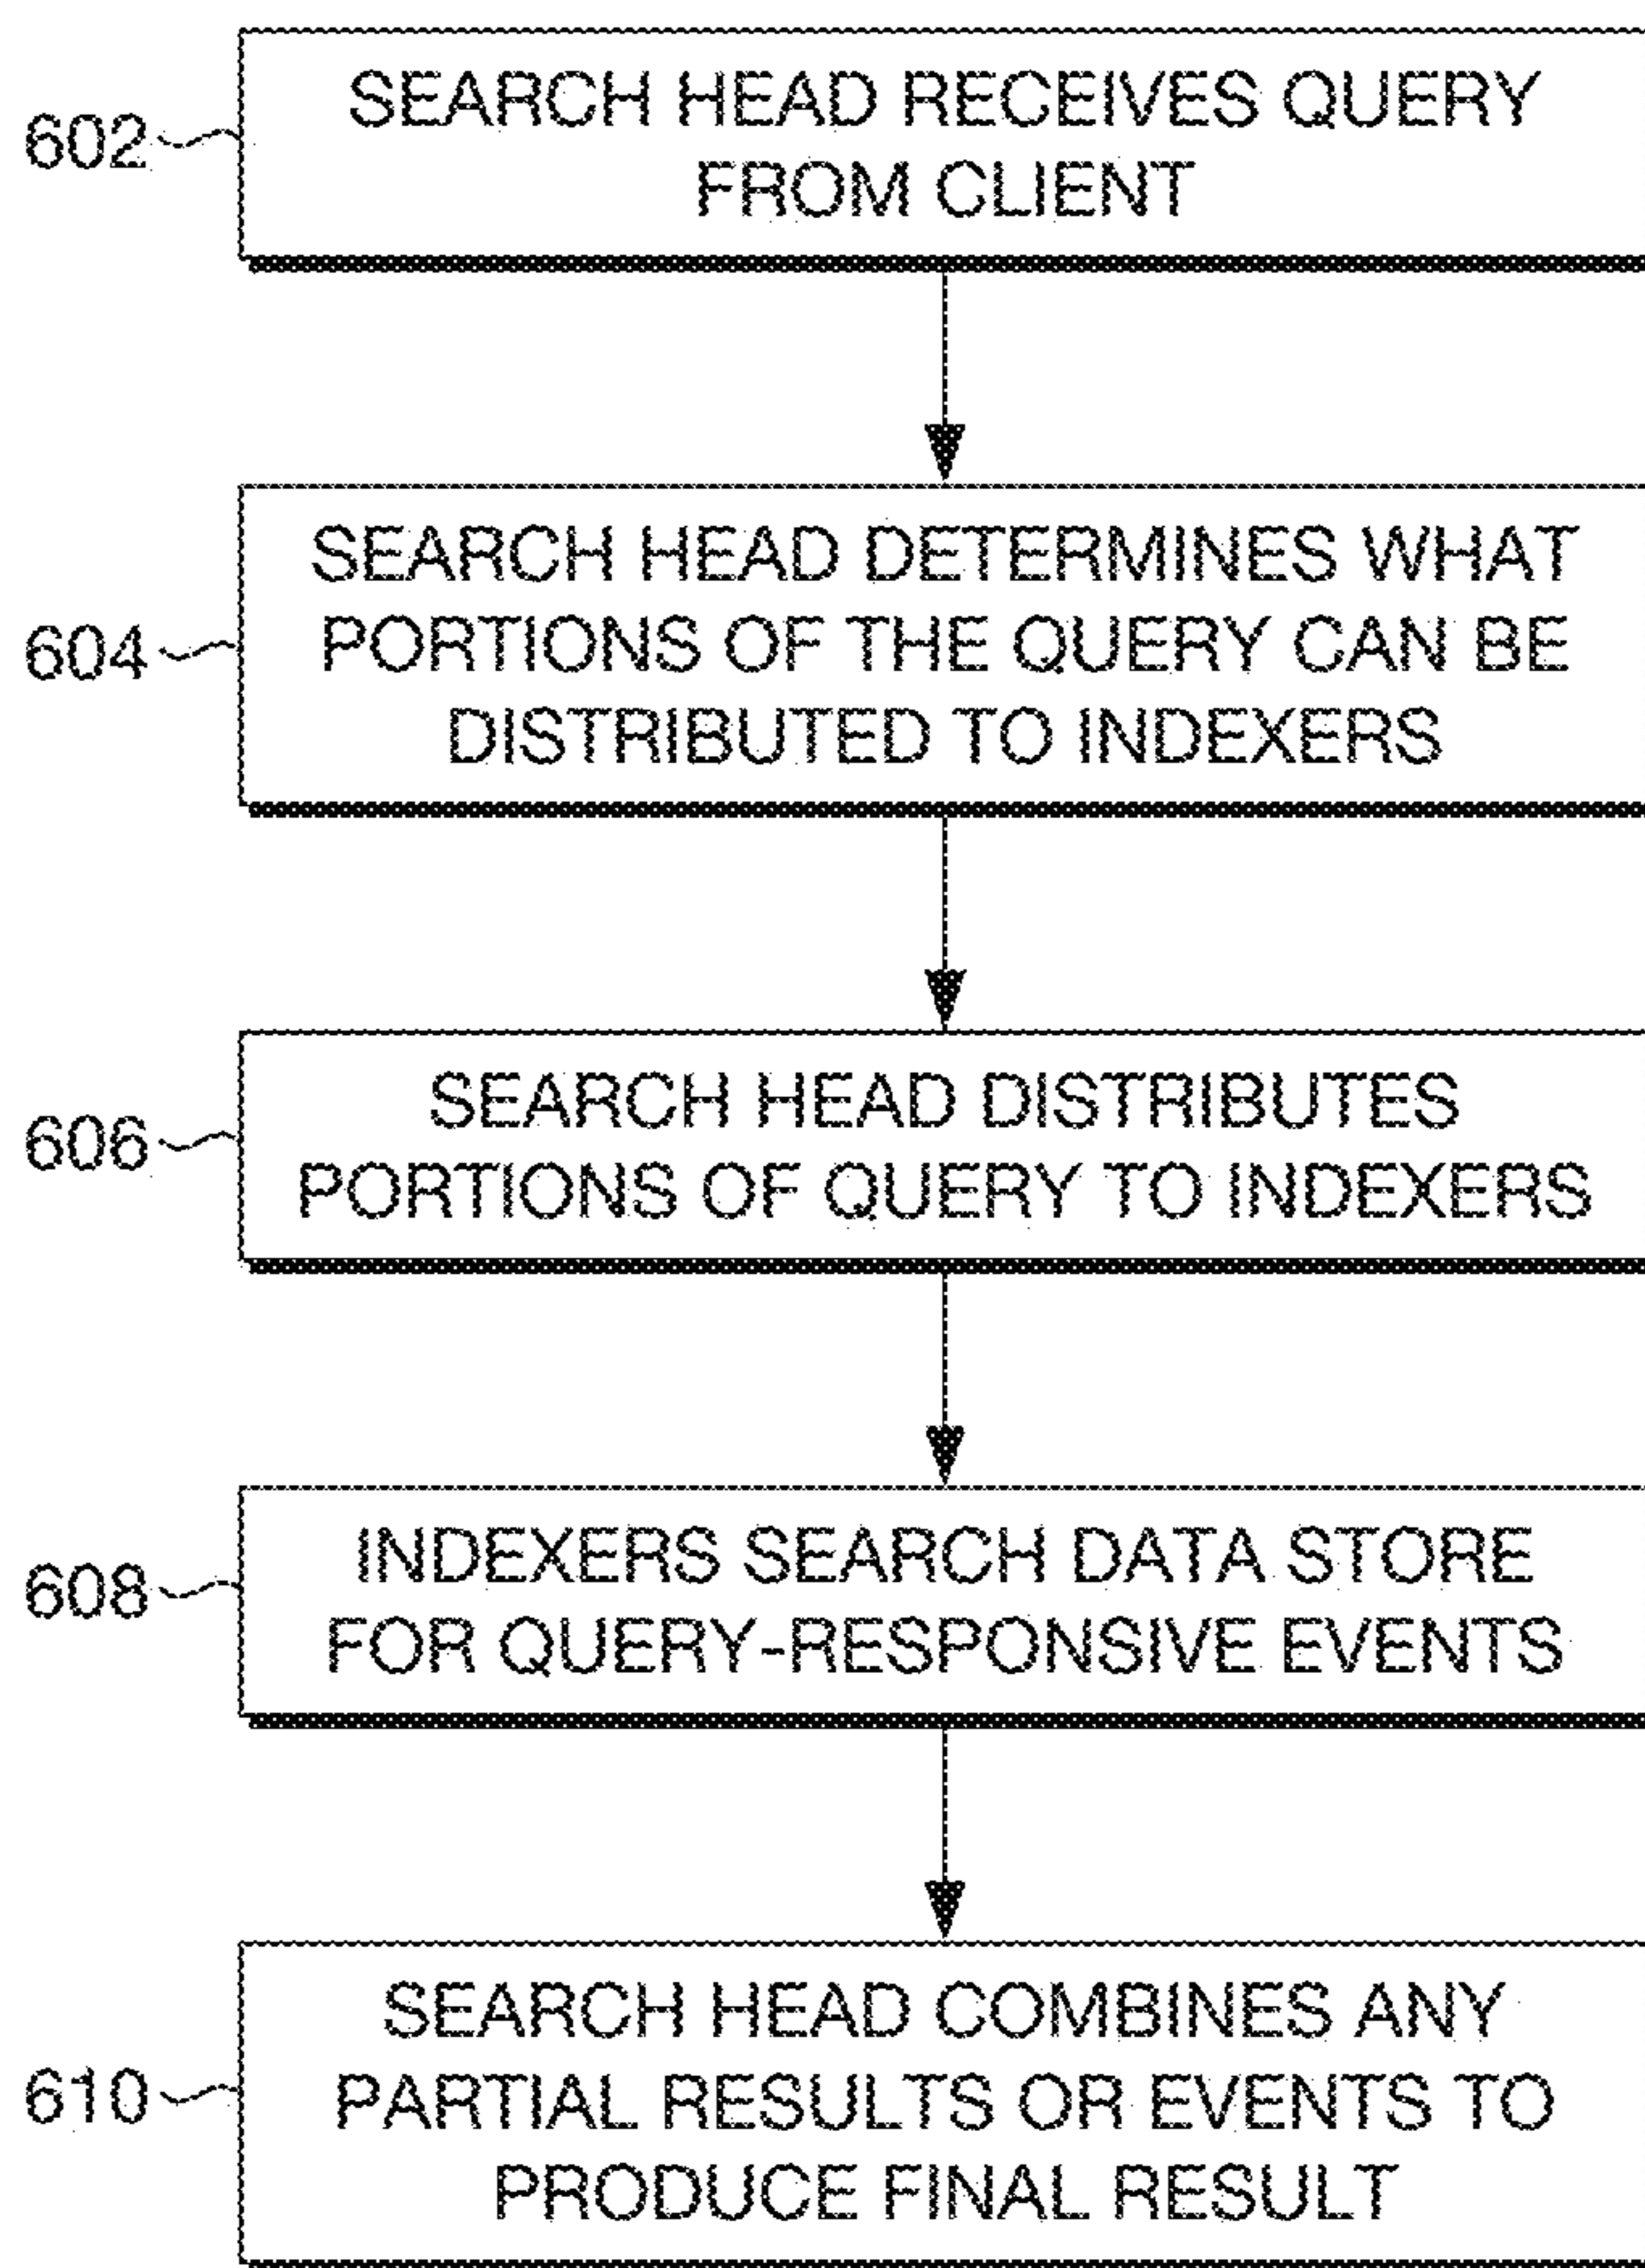 602
SEARCH HEAD RECEIVES QUERY
FROM CLIENT
604
SEARCH HEAD DETERMINES WHAT
PORTIONS OF THE QUERY CAN BE
DISTRIBUTED TO INDEXERS
606
SEARCH HEAD DISTRIBUTES
PORTIONS OF QUERY TO INDEXERS
608
INDEXERS SEARCH DATA STORE
FOR QUERY-RESPONSIVE EVENTS
610
SEARCH HEAD COMBINES ANY
PARTIAL RESULTS OR EVENTS TO
PRODUCE FINAL RESULT